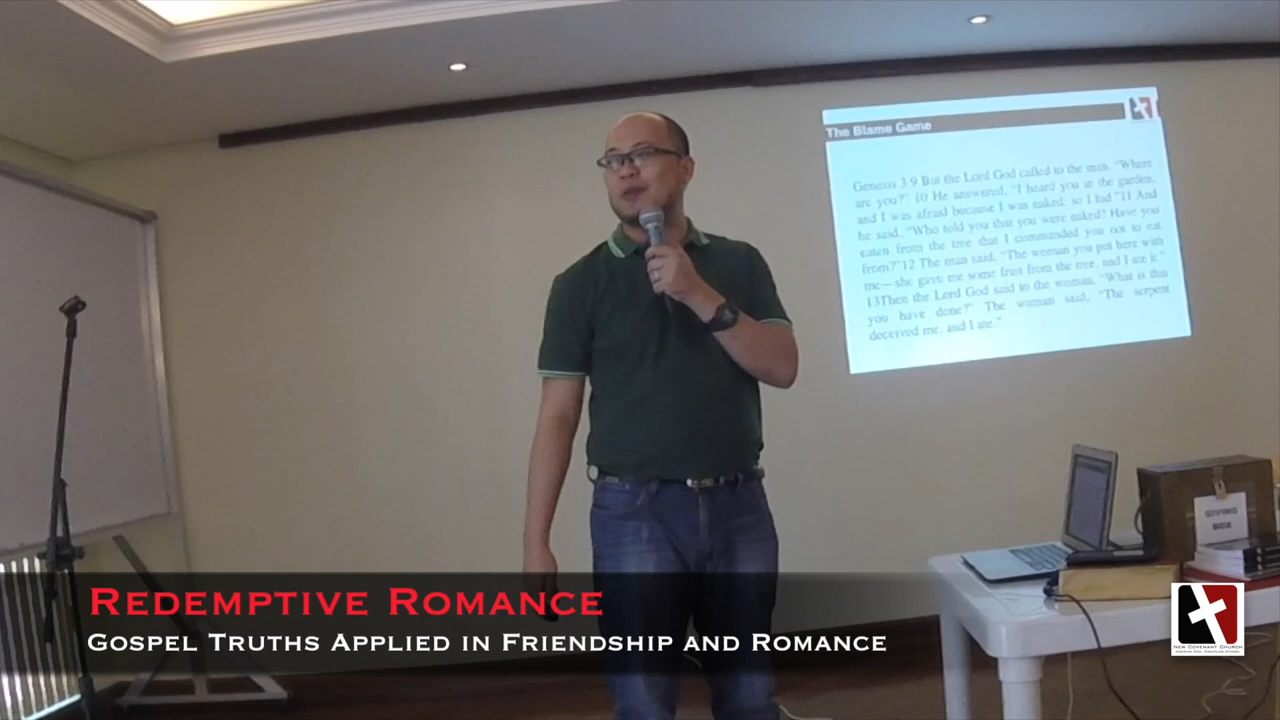 The Blame Game
Genesis 3:9 But the Lord God called to the man, “Where
are you?” 10 He answered, “I heard you in the garden,
and I was afraid because I was naked; so I hid.”11 And
he said, “Who told you that you were naked? Have you
eaten from the tree that I commanded you not to eat
from?”12 The man said, “The woman you put here with
me—she gave me some fruit from the tree, and I ate it.”
13Then the Lord God said to the woman, “What is this
you have done?” The woman said, “The serpent
deceived me, and I ate.”
GIVING
BOX
Redemptive Romance
Gospel Truths Applied in Friendship and Romance
New Covenant Church